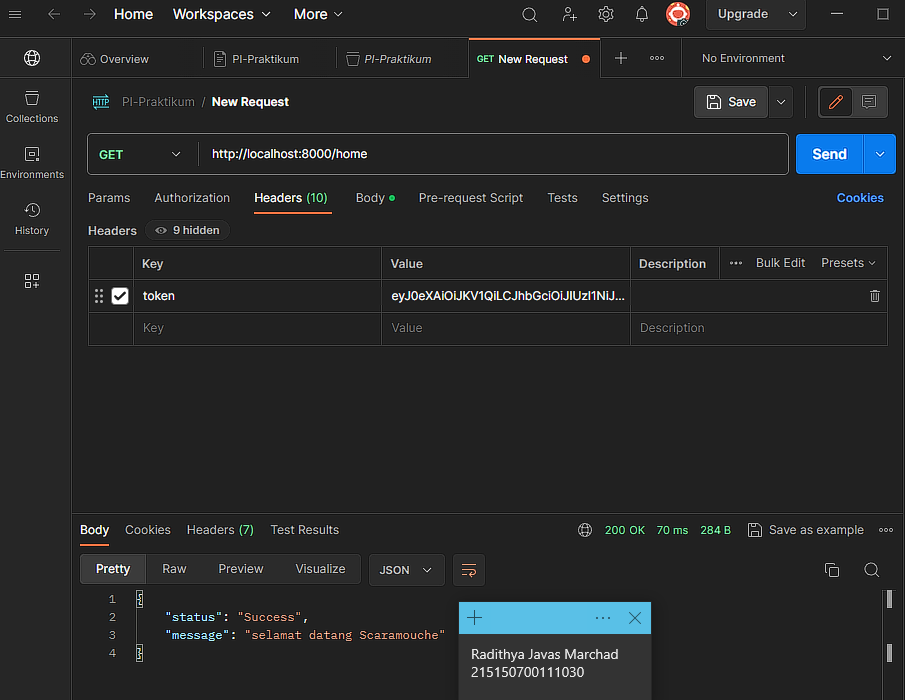 Home Workspaces More Upgrade
Overview PI-Praktikum PI-Praktikum GET New Request No Environment
HTTP PI-Praktikum / New Request Save
Collections
GET http://localhost:8000/home Send
Environments
Params Authorization Headers (10) Body Pre-request Script Tests Settings Cookies
History
Headers 9 hidden
Key Value Description Bulk Edit Presets
token eyJ0eXAiOiJKV1QiLCJhbGciOiJIUzI1NiJ...
Key Value Description
Body Cookies Headers (7) Test Results 200 OK 70 ms 284 B Save as example
Pretty Raw Preview Visualize JSON
1 {
2 "status": "Success",
3 "message": "selamat datang Scaramouche"
4 }
Radithya Javas Marchad
215150700111030